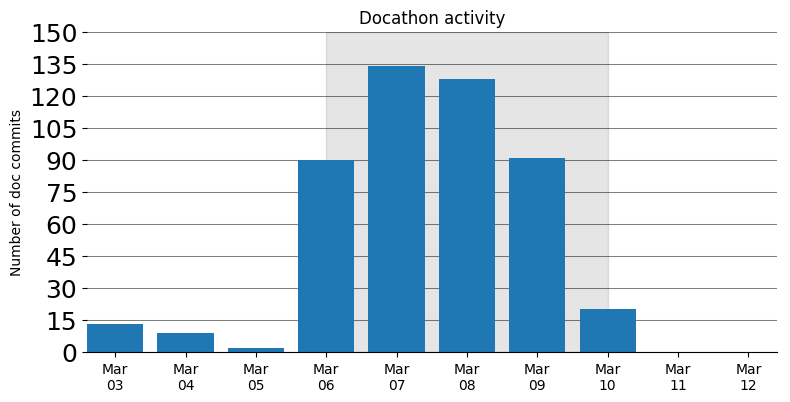 Docathon activity
Number of doc commits
150
135
120
105
90
75
60
45
30
15
0
Mar Mar Mar Mar Mar Mar Mar Mar Mar Mar
03 04 05 06 07 08 09 10 11 12